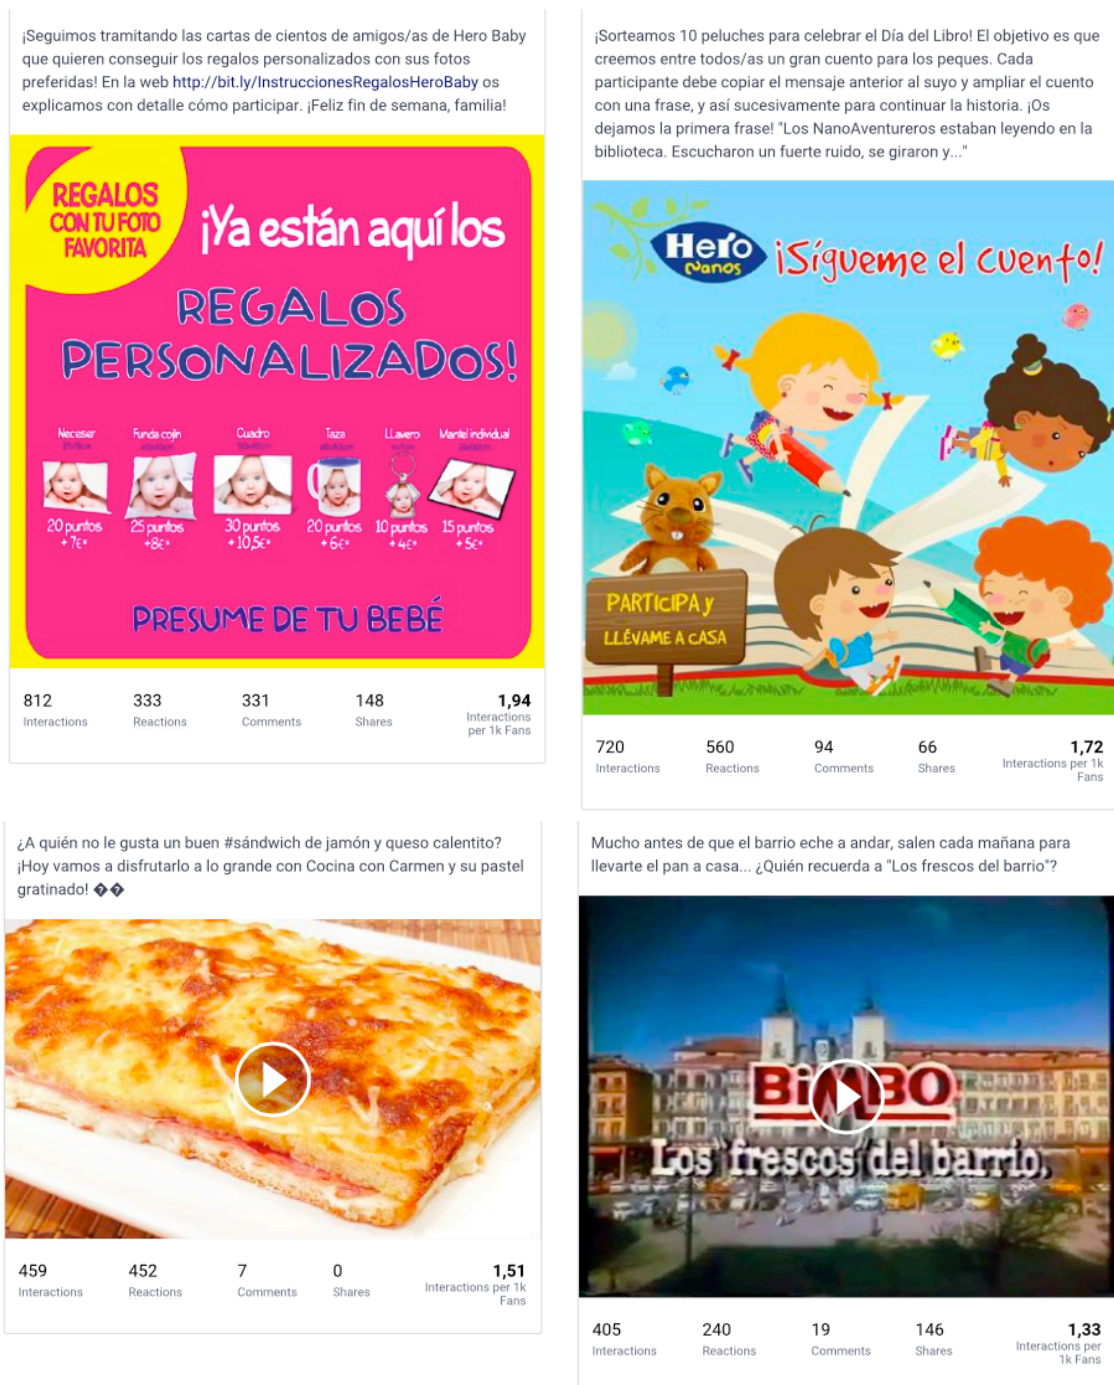 ¡Seguimos tramitando las cartas de cientos de amigos/as de Hero Baby
que quieren conseguir los regalos personalizados con sus fotos
preferidas! En la web http://bit.ly/InstruccionesRegalosHeroBaby os
explicamos con detalle cómo participar. ¡Feliz fin de semana, familia!
REGALOS
CON TU FOTO
FAVORITA
¡Ya están aquí los
REGALOS
PERSONALIZADOS!
Neceser Funda cojín Cuadro Taza LLavero Mantel individual
20 puntos 25 puntos 30 puntos 20 puntos 10 puntos 15 puntos
+7€* +8€* +10,5€* +6€* +4€* +5€*
PRESUME DE TU BEBÉ
812 333 331 148 1,94
Interactions Reactions Comments Shares Interactions
per 1k Fans
¡Sorteamos 10 peluches para celebrar el Día del Libro! El objetivo es que
creemos entre todos/as un gran cuento para los peques. Cada
participante debe copiar el mensaje anterior al suyo y ampliar el cuento
con una frase, y así sucesivamente para continuar la historia. ¡Os
dejamos la primera frase! "Los NanoAventureros estaban leyendo en la
biblioteca. Escucharon un fuerte ruido, se giraron y..."
Hero
Nanos
¡Sígueme el cuento!
PARTICIPA y
LLÉVAME A CASA
720 560 94 66 1,72
Interactions Reactions Comments Shares Interactions per 1k
Fans
¿A quién no le gusta un buen #sándwich de jamón y queso calentito?
¡Hoy vamos a disfrutarlo a lo grande con Cocina con Carmen y su pastel
gratinado! ��
459 452 7 0 1,51
Interactions Reactions Comments Shares Interactions per 1k
Fans
Mucho antes de que el barrio eche a andar, salen cada mañana para
llevarte el pan a casa... ¿Quién recuerda a "Los frescos del barrio"?
BIMBO
Los frescos del barrio.
405 240 19 146 1,33
Interactions Reactions Comments Shares Interactions per
1k Fans